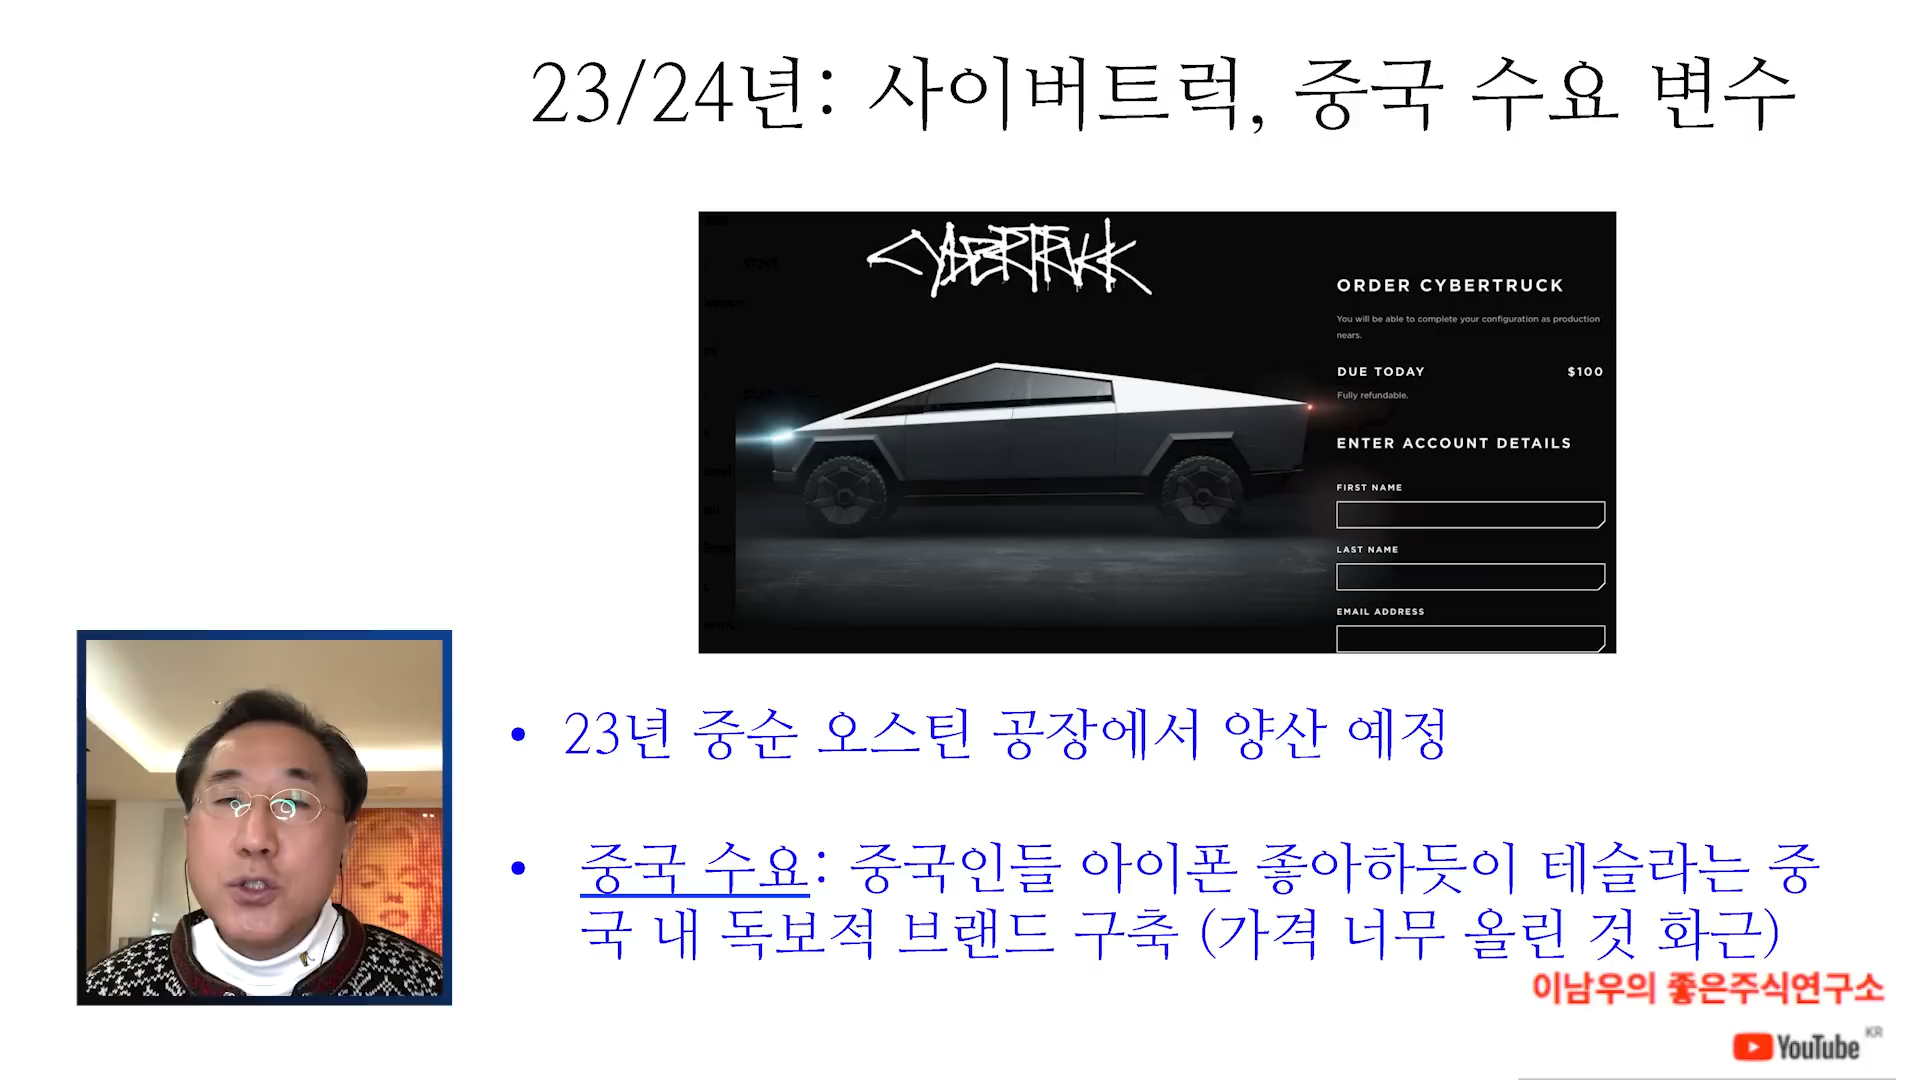 23/24년: 사이버트럭, 중국 수요 변수
CYBERTRUCK
ORDER CYBERTRUCK
You will be able to complete your configuration as production
nears.
DUE TODAY $100
Fully refundable.
ENTER ACCOUNT DETAILS
FIRST NAME
LAST NAME
EMAIL ADDRESS
• 23년 중순 오스틴 공장에서 양산 예정
• 중국 수요: 중국인들 아이폰 좋아하듯이 테슬라는 중
국 내 독보적 브랜드 구축 (가격 너무 올린 것 화근)
이남우의 좋은주식연구소
YouTube KR